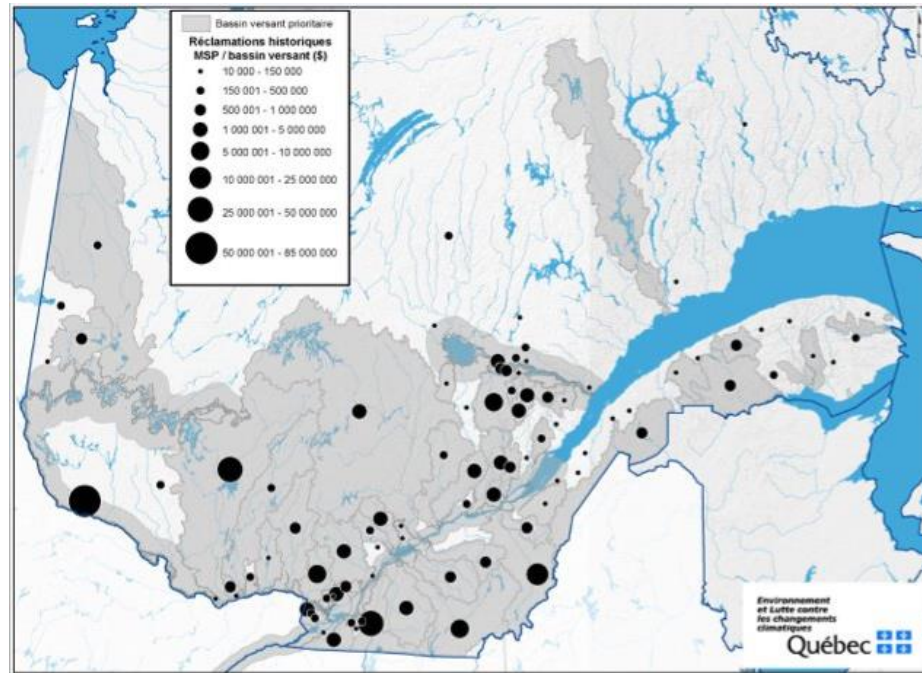 Bassin versant prioritaire
Réclamations historiques
MSP / bassin versant ($)
10 000 - 150 000
150 001 - 500 000
500 001 - 1 000 000
1 000 001 - 5 000 000
5 000 001 - 10 000 000
10 000 001 - 25 000 000
25 000 001 - 50 000 000
50 000 001 - 85 000 000
Environnement
et Lutte contre
les changements
climatiques
Québec